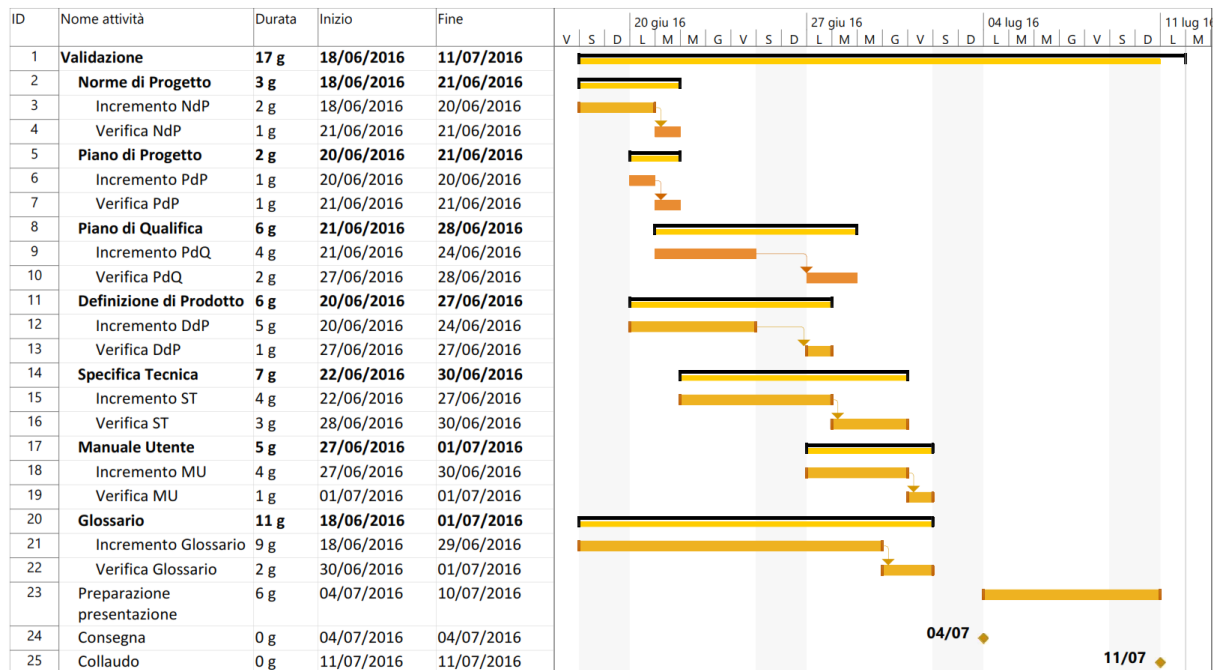 ID Nome attività Durata Inizio Fine 20 giu 16 27 giu 16 04 lug 16 11 lug 1
V S D L M M G V S D L M M G V S D L M M G V S D L M
1 Validazione 17 g 18/06/2016 11/07/2016
2 Norme di Progetto 3 g 18/06/2016 21/06/2016
3 Incremento NdP 2 g 18/06/2016 20/06/2016
4 Verifica NdP 1 g 21/06/2016 21/06/2016
5 Piano di Progetto 2 g 20/06/2016 21/06/2016
6 Incremento PdP 1 g 20/06/2016 20/06/2016
7 Verifica PdP 1 g 21/06/2016 21/06/2016
8 Piano di Qualifica 6 g 21/06/2016 28/06/2016
9 Incremento PdQ 4 g 21/06/2016 24/06/2016
10 Verifica PdQ 2 g 27/06/2016 28/06/2016
11 Definizione di Prodotto 6 g 20/06/2016 27/06/2016
12 Incremento DdP 5 g 20/06/2016 24/06/2016
13 Verifica DdP 1 g 27/06/2016 27/06/2016
14 Specifica Tecnica 7 g 22/06/2016 30/06/2016
15 Incremento ST 4 g 22/06/2016 27/06/2016
16 Verifica ST 3 g 28/06/2016 30/06/2016
17 Manuale Utente 5 g 27/06/2016 01/07/2016
18 Incremento MU 4 g 27/06/2016 30/06/2016
19 Verifica MU 1 g 01/07/2016 01/07/2016
20 Glossario 11 g 18/06/2016 01/07/2016
21 Incremento Glossario 9 g 18/06/2016 29/06/2016
22 Verifica Glossario 2 g 30/06/2016 01/07/2016
23 Preparazione 6 g 04/07/2016 10/07/2016
presentazione
24 Consegna 0 g 04/07/2016 04/07/2016 04/07
25 Collaudo 0 g 11/07/2016 11/07/2016 11/07